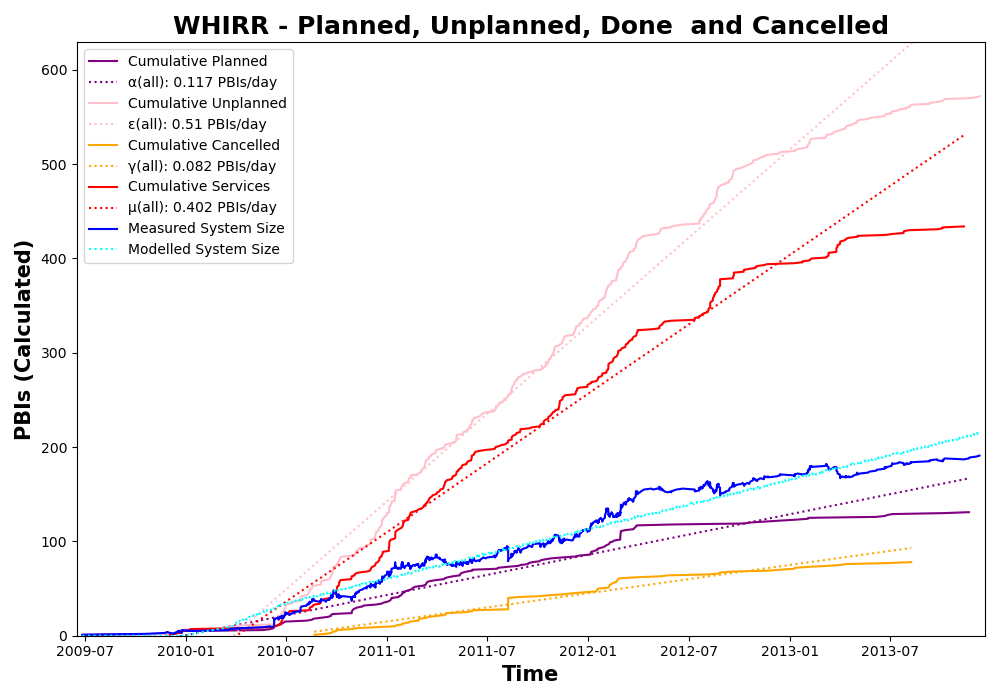 WHIRR - Planned, Unplanned, Done  and Cancelled
Cumulative Planned
α(all): 0.117 PBIs/day
Cumulative Unplanned
ε(all): 0.51 PBIs/day
Cumulative Cancelled
γ(all): 0.082 PBIs/day
Cumulative Services
μ(all): 0.402 PBIs/day
Measured System Size
Modelled System Size
PBIs (Calculated)
600
500
400
300
200
100
0
2009-07 2010-01 2010-07 2011-01 2011-07 2012-01 2012-07 2013-01 2013-07
Time